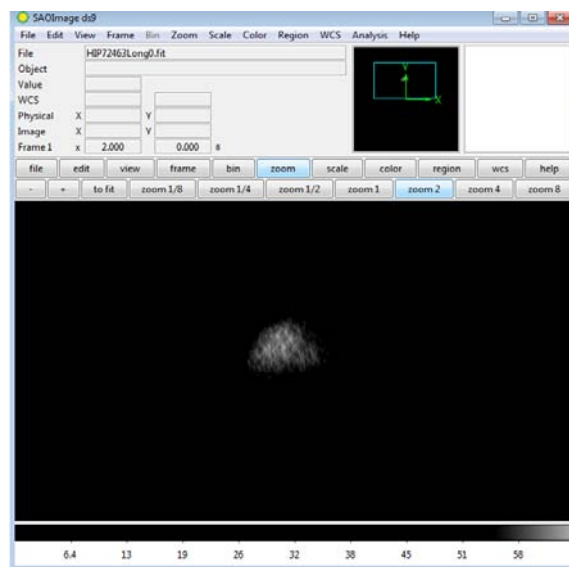 SAOImage ds9
File Edit View Frame Bin Zoom Scale Color Region WCS Analysis Help
File HIP72463Long0.fit
Object
Value
WCS
Physical X Y
Image X Y
Frame 1 x 2.000 0.000 °
file edit view frame bin zoom scale color region wcs help
- + to fit zoom 1/8 zoom 1/4 zoom 1/2 zoom 1 zoom 2 zoom 4 zoom 8
Y
X
6.4 13 19 26 32 38 45 51 58